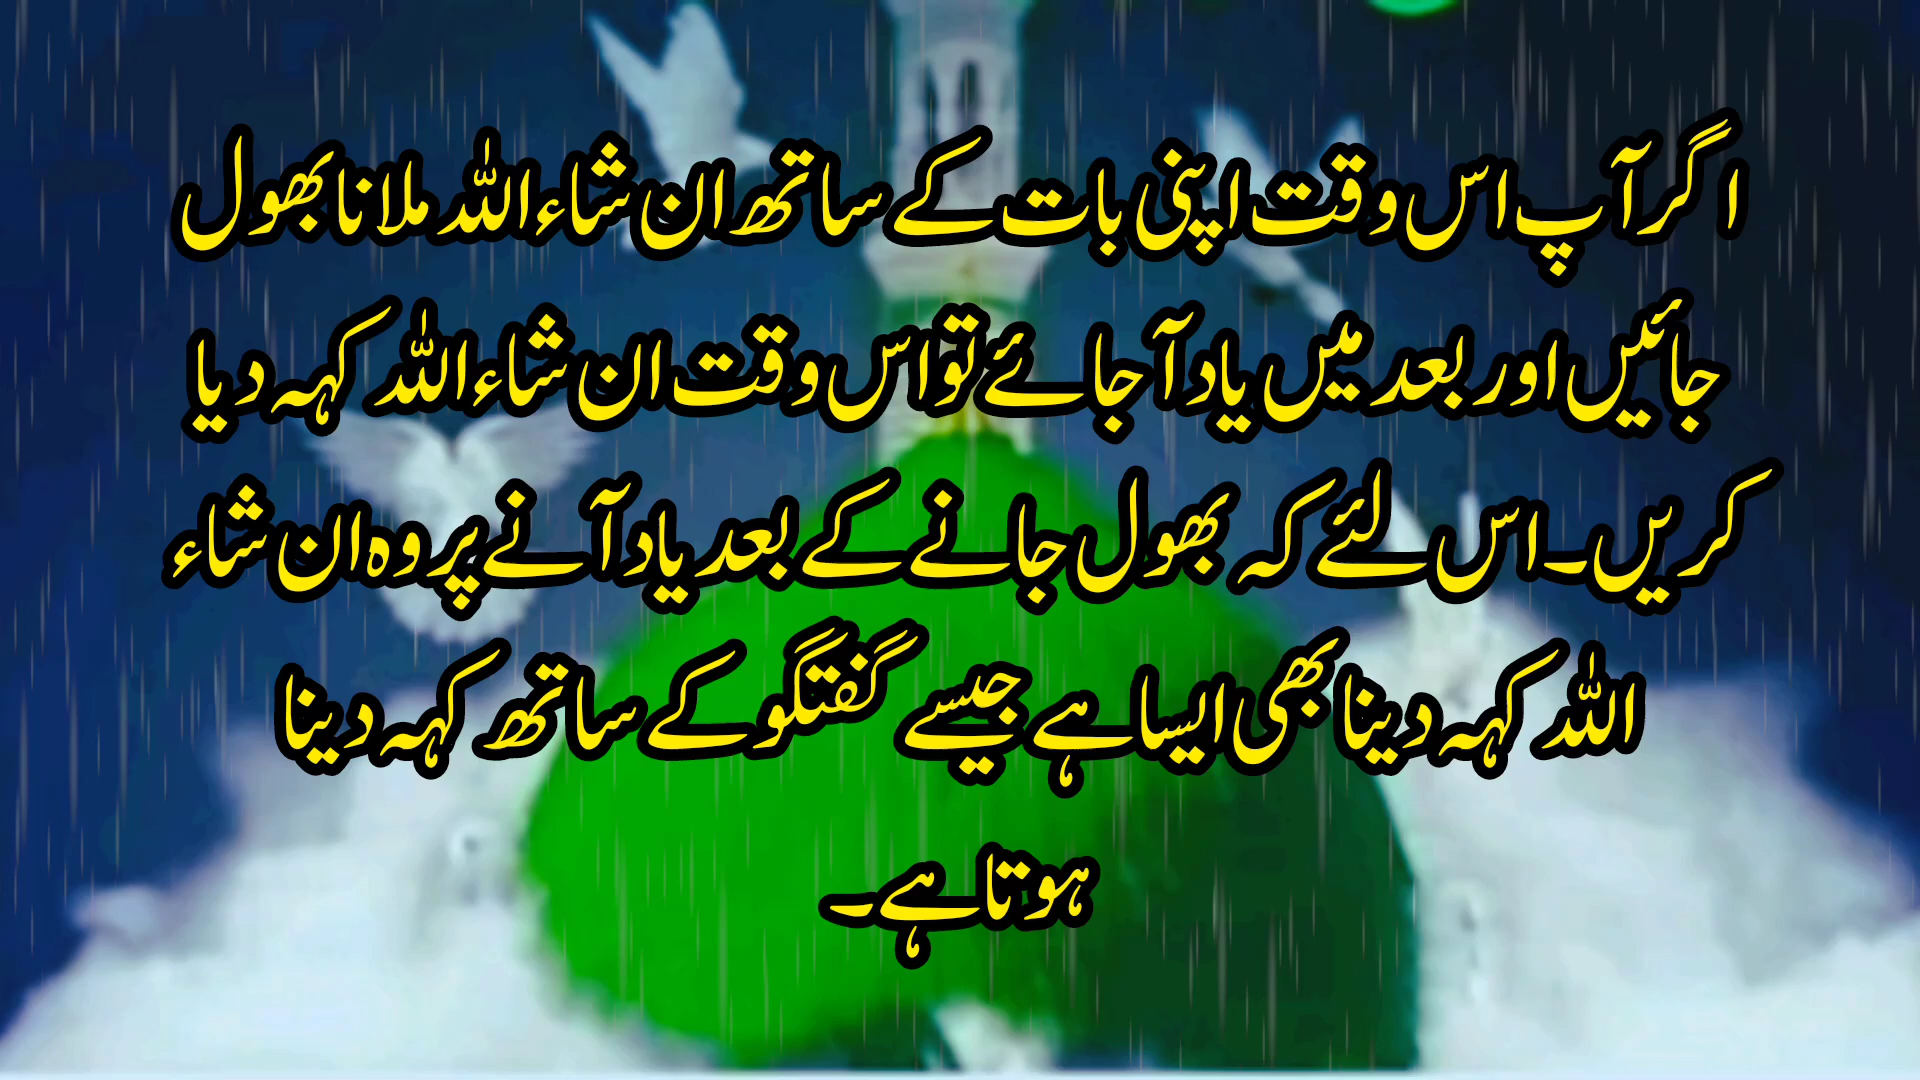 اگر آپ اس وقت اپنی بات کے ساتھ ان شاء اللہ ملانا بھول
جائیں اور بعد میں یاد آ جائے تو اس وقت ان شاء اللہ کہہ دیا
کریں۔ اس لئے کہ بھول جانے کے بعد یاد آنے پر وہ ان شاء
اللہ کہہ دینا بھی ایسا ہے جیسے گفتگو کے ساتھ کہہ دینا
ہوتا ہے۔